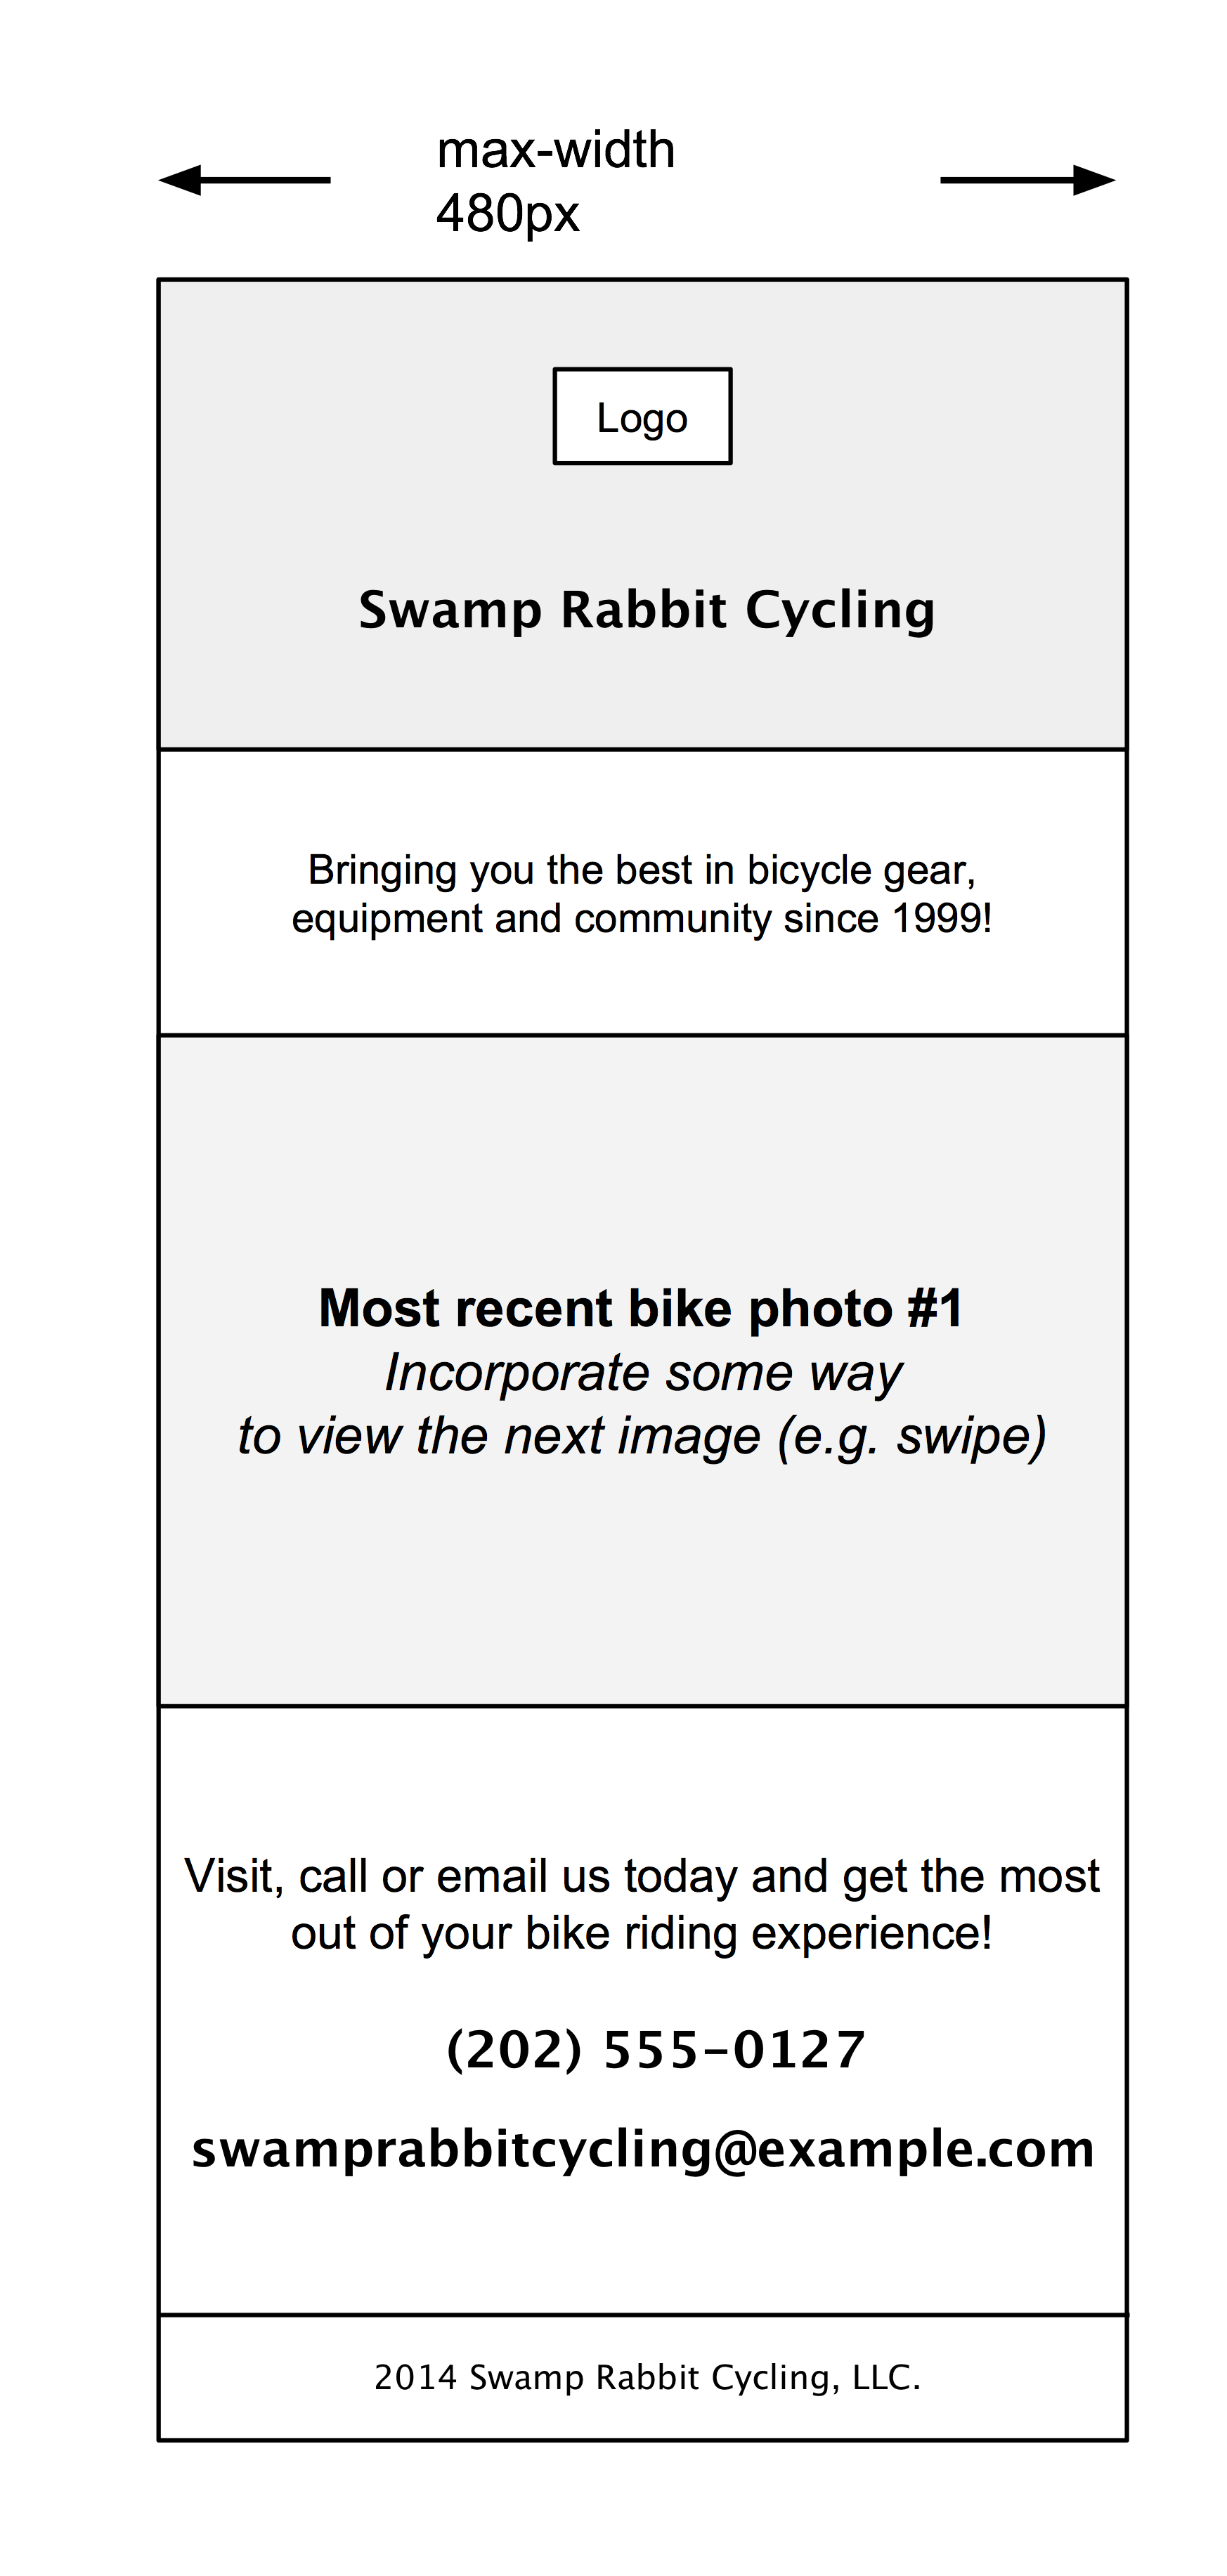 max-width
480px
Logo
Swamp Rabbit Cycling
Bringing you the best in bicycle gear,
equipment and community since 1999!
Most recent bike photo #1
Incorporate some way
to view the next image (e.g. swipe)
Visit, call or email us today and get the most
out of your bike riding experience!
(202) 555-0127
swamprabbitcycling@example.com
2014 Swamp Rabbit Cycling, LLC.